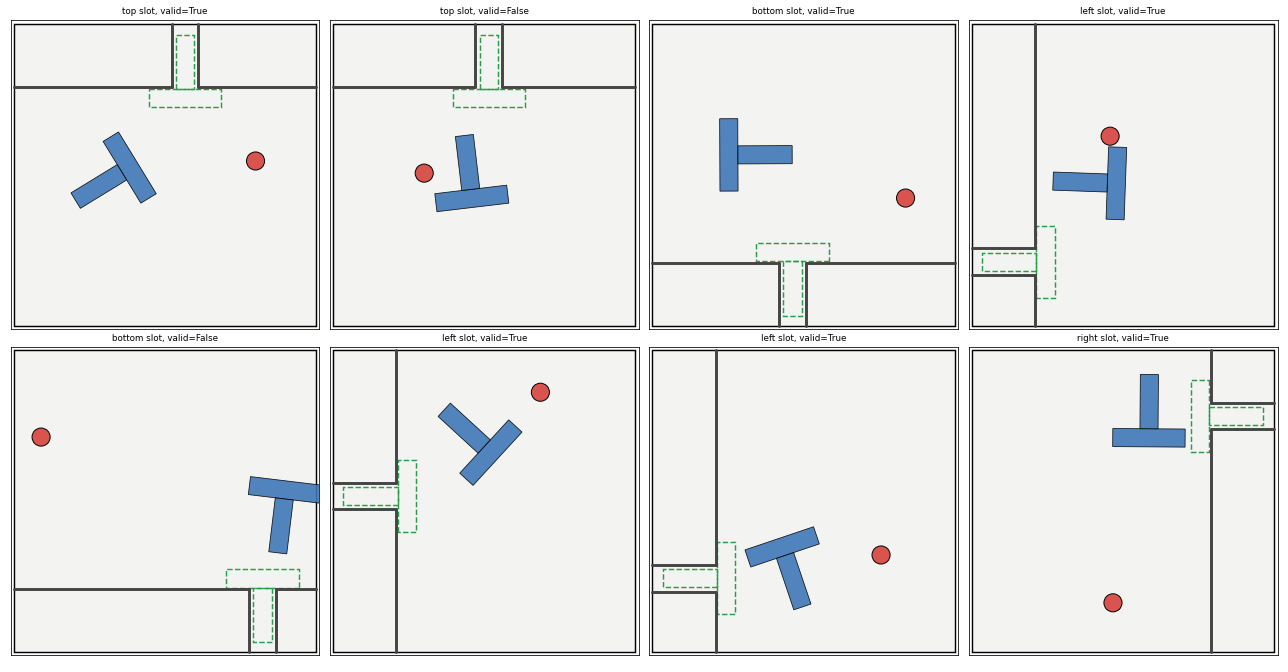 top slot, valid=True
top slot, valid=False
bottom slot, valid=True
left slot, valid=True
bottom slot, valid=False
left slot, valid=True
left slot, valid=True
right slot, valid=True